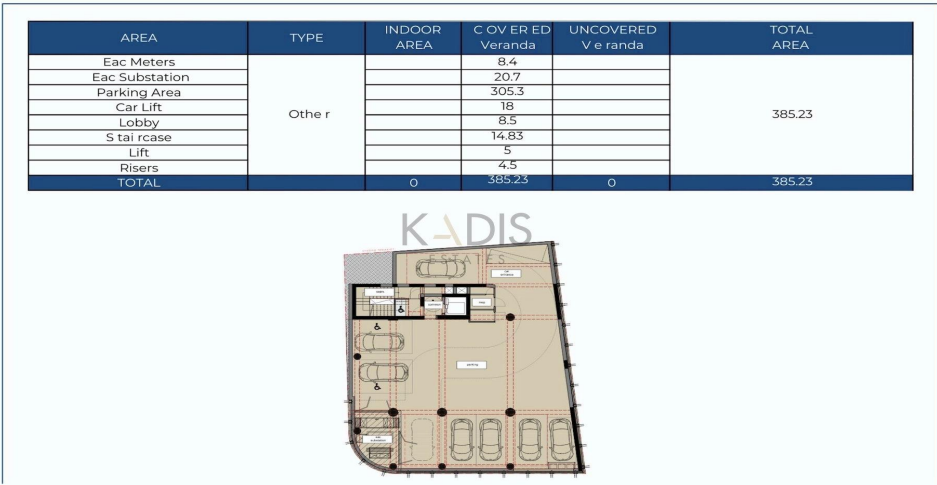 AREA TYPE INDOOR AREA C OV ER ED Veranda UNCOVERED V e randa TOTAL AREA
Eac Meters 8.4
Eac Substation 20.7
Parking Area 305.3
Car Lift 18
Othe r 385.23
Lobby 8.5
S tai rcase 14.83
Lift 5
Risers 4.5
TOTAL 0 385.23 0 385.23
KADIS
ESTATES